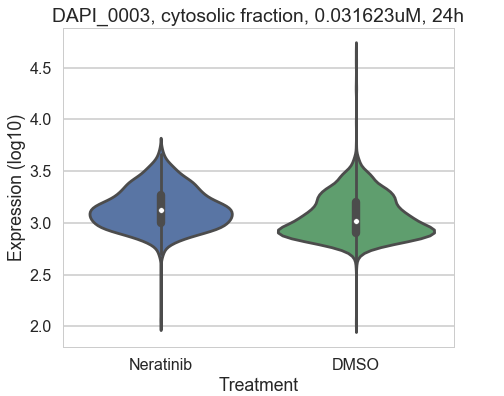 DAPI_0003, cytosolic fraction, 0.031623uM, 24h
Expression (log10)
4.5
4.0
3.5
3.0
2.5
2.0
Neratinib DMSO
Treatment